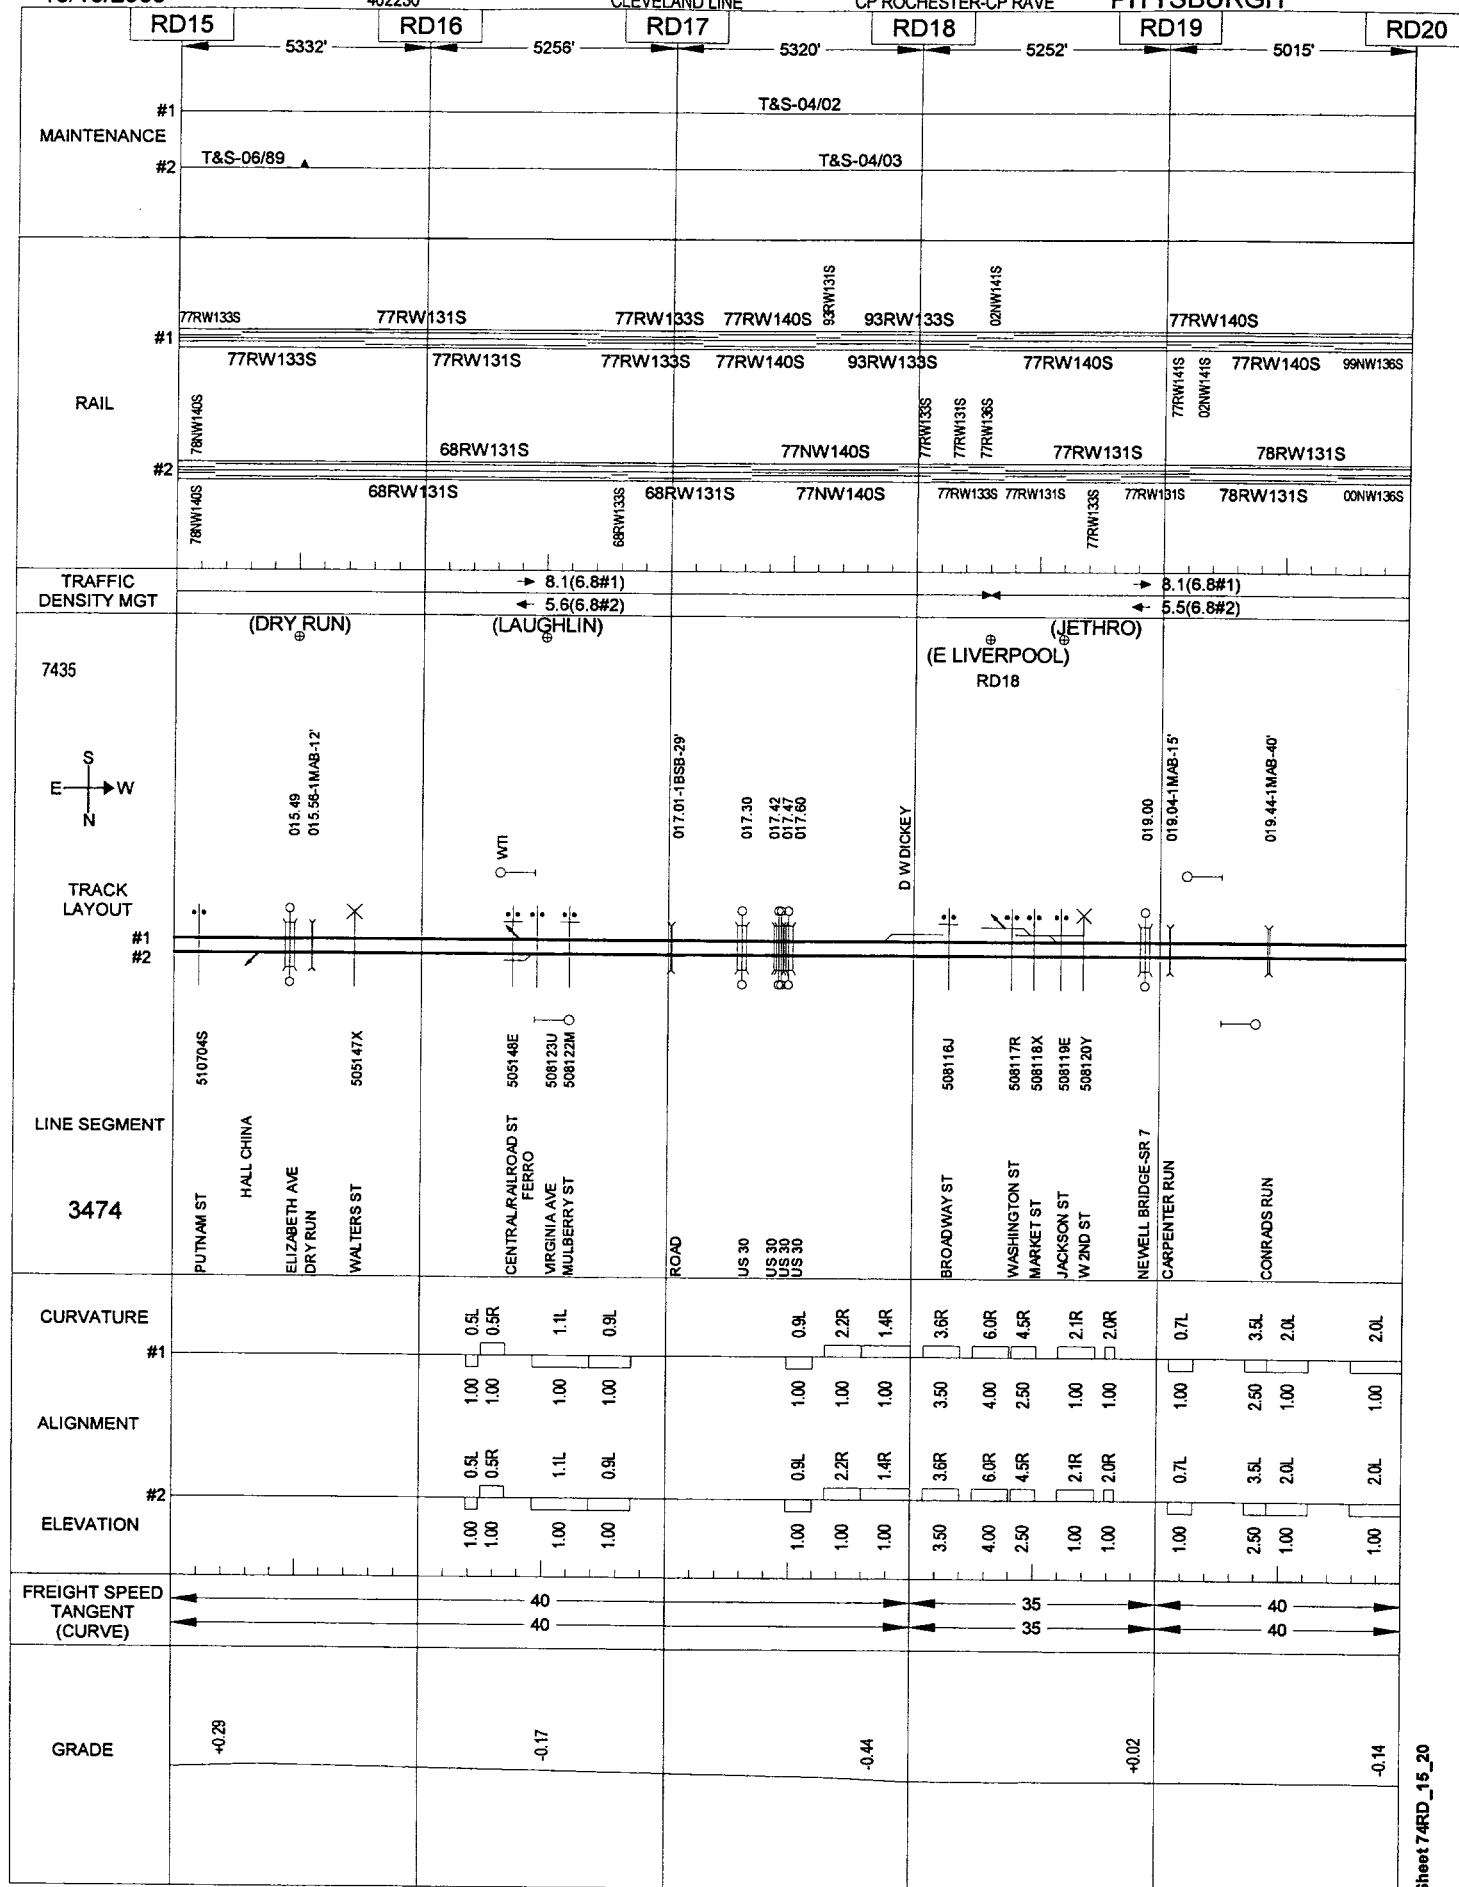 402230 CLEVELAND LINE CP ROCHESTER-CP RAVE PITTSBURGH
RD15 RD16 RD17 RD18 RD19 RD20
5332' 5256' 5320' 5252' 5015'
MAINTENANCE
#1 T&S-04/02
#2 T&S-06/89 T&S-04/03
RAIL
93RW131S 02NW141S
77RW133S 77RW131S 77RW133S 77RW140S 93RW133S 77RW140S
#1
77RW133S 77RW131S 77RW133S 77RW140S 93RW133S 77RW140S 77RW140S 99NW136S
77RW141S 02NW141S
78NW140S 77RW133S 77RW131S 77RW136S
68RW131S 77NW140S 77RW131S 78RW131S
#2
68RW131S 68RW131S 77NW140S 77RW133S 77RW131S 77RW131S 78RW131S 00NW136S
78NW140S 68RW133S 77RW133S
TRAFFIC
DENSITY MGT
8.1(6.8#1) 8.1(6.8#1)
5.6(6.8#2) 5.5(6.8#2)
(DRY RUN) (LAUGHLIN) (JETHRO)
(E LIVERPOOL)
RD18
7435
S
E W
N
015.49
015.56-1MAB-12'
WTI
017.01-1BSB-29'
017.30
017.42
017.47
017.60
D W DICKEY
019.00
019.04-1MAB-15'
019.44-1MAB-40'
TRACK
LAYOUT
#1
#2
510704S
505147X
505148E
508123U
508122M
508116J
508117R
508118X
508119E
508120Y
LINE SEGMENT
3474
PUTNAM ST
HALL CHINA
ELIZABETH AVE
DRY RUN
WALTERS ST
CENTRAL/RAILROAD ST
FERRO
VIRGINIA AVE
MULBERRY ST
ROAD
US 30
US 30
US 30
US 30
BROADWAY ST
WASHINGTON ST
MARKET ST
JACKSON ST
W 2ND ST
NEWELL BRIDGE-SR 7
CARPENTER RUN
CONRADS RUN
CURVATURE
0.5L 0.5R 1.1L 0.9L 0.9L 2.2R 1.4R 3.6R 6.0R 4.5R 2.1R 2.0R 0.7L 3.5L 2.0L 2.0L
#1
1.00 1.00 1.00 1.00 1.00 1.00 1.00 3.50 4.00 2.50 1.00 1.00 1.00 2.50 1.00 1.00
ALIGNMENT
0.5L 0.5R 1.1L 0.9L 0.9L 2.2R 1.4R 3.6R 6.0R 4.5R 2.1R 2.0R 0.7L 3.5L 2.0L 2.0L
#2
ELEVATION
1.00 1.00 1.00 1.00 1.00 1.00 1.00 3.50 4.00 2.50 1.00 1.00 1.00 2.50 1.00 1.00
FREIGHT SPEED
TANGENT
(CURVE)
40 35 40
40 35 40
GRADE
+0.29 -0.17 -0.44 +0.02 -0.14
Sheet 74RD_15_20